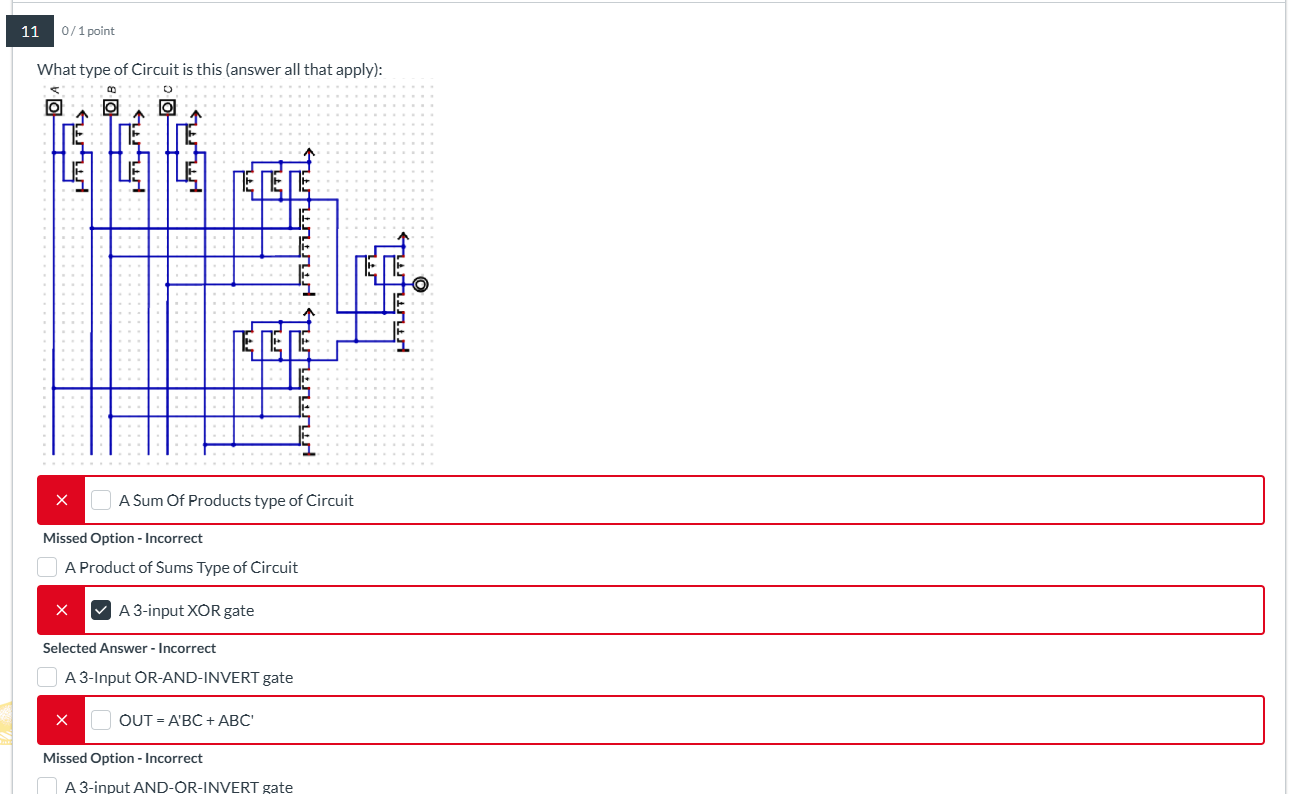 11 0 / 1 point
What type of Circuit is this (answer all that apply):
A B C
A Sum Of Products type of Circuit
Missed Option - Incorrect
A Product of Sums Type of Circuit
A 3-input XOR gate
Selected Answer - Incorrect
A 3-Input OR-AND-INVERT gate
OUT = A'BC + ABC'
Missed Option - Incorrect
A 3-input AND-OR-INVERT gate